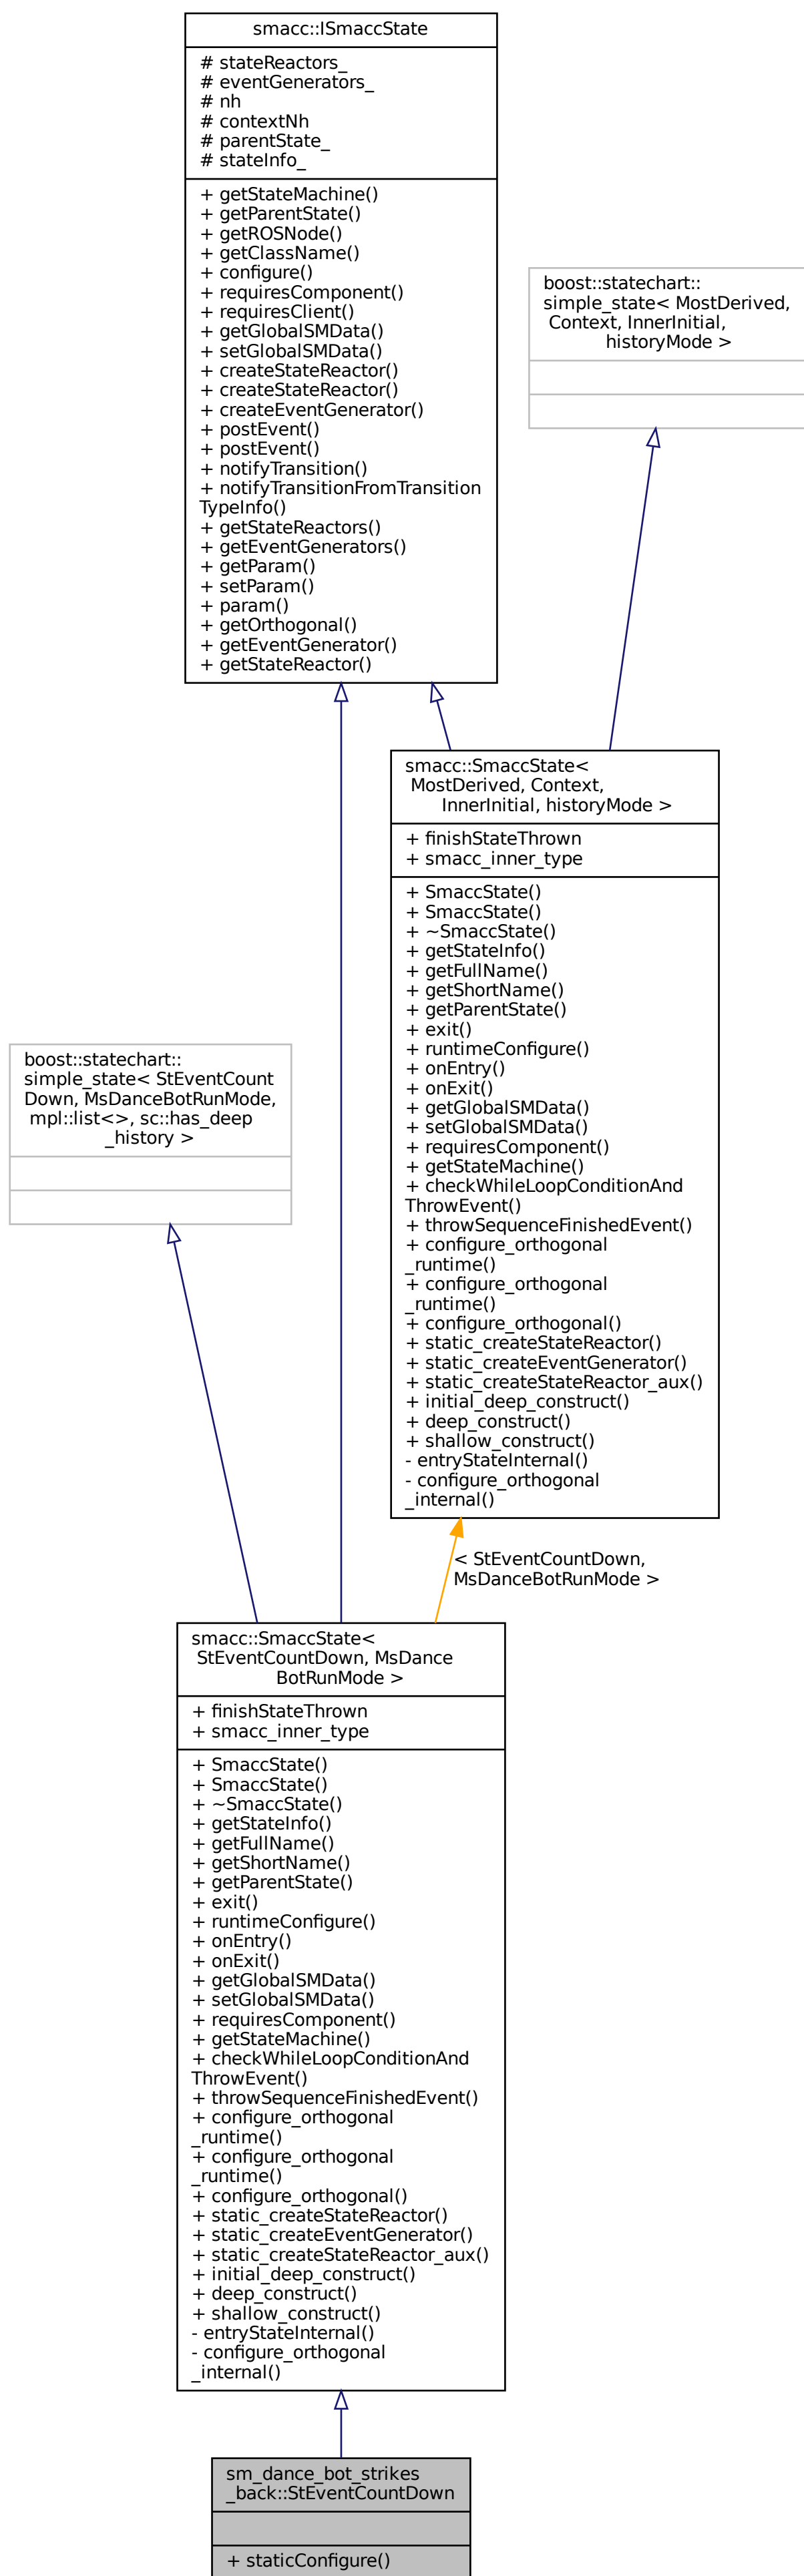 smacc::ISmaccState
# stateReactors_
# eventGenerators_
# nh
# contextNh
# parentState_
# stateInfo_
+ getStateMachine()
+ getParentState()
+ getROSNode()
+ getClassName()
+ configure()
+ requiresComponent()
+ requiresClient()
+ getGlobalSMData()
+ setGlobalSMData()
+ createStateReactor()
+ createStateReactor()
+ createEventGenerator()
+ postEvent()
+ postEvent()
+ notifyTransition()
+ notifyTransitionFromTransition
TypeInfo()
+ getStateReactors()
+ getEventGenerators()
+ getParam()
+ setParam()
+ param()
+ getOrthogonal()
+ getEventGenerator()
+ getStateReactor()
boost::statechart::
simple_state< MostDerived,
Context, InnerInitial,
historyMode >
smacc::SmaccState<
MostDerived, Context,
InnerInitial, historyMode >
+ finishStateThrown
+ smacc_inner_type
+ SmaccState()
+ SmaccState()
+ ~SmaccState()
+ getStateInfo()
+ getFullName()
+ getShortName()
+ getParentState()
+ exit()
+ runtimeConfigure()
+ onEntry()
+ onExit()
+ getGlobalSMData()
+ setGlobalSMData()
+ requiresComponent()
+ getStateMachine()
+ checkWhileLoopConditionAnd
ThrowEvent()
+ throwSequenceFinishedEvent()
+ configure_orthogonal
_runtime()
+ configure_orthogonal
_runtime()
+ configure_orthogonal()
+ static_createStateReactor()
+ static_createEventGenerator()
+ static_createStateReactor_aux()
+ initial_deep_construct()
+ deep_construct()
+ shallow_construct()
- entryStateInternal()
- configure_orthogonal
_internal()
boost::statechart::
simple_state< StEventCount
Down, MsDanceBotRunMode,
mpl::list<>, sc::has_deep
_history >
< StEventCountDown,
MsDanceBotRunMode >
smacc::SmaccState<
StEventCountDown, MsDance
BotRunMode >
+ finishStateThrown
+ smacc_inner_type
+ SmaccState()
+ SmaccState()
+ ~SmaccState()
+ getStateInfo()
+ getFullName()
+ getShortName()
+ getParentState()
+ exit()
+ runtimeConfigure()
+ onEntry()
+ onExit()
+ getGlobalSMData()
+ setGlobalSMData()
+ requiresComponent()
+ getStateMachine()
+ checkWhileLoopConditionAnd
ThrowEvent()
+ throwSequenceFinishedEvent()
+ configure_orthogonal
_runtime()
+ configure_orthogonal
_runtime()
+ configure_orthogonal()
+ static_createStateReactor()
+ static_createEventGenerator()
+ static_createStateReactor_aux()
+ initial_deep_construct()
+ deep_construct()
+ shallow_construct()
- entryStateInternal()
- configure_orthogonal
_internal()
sm_dance_bot_strikes
_back::StEventCountDown
+ staticConfigure()